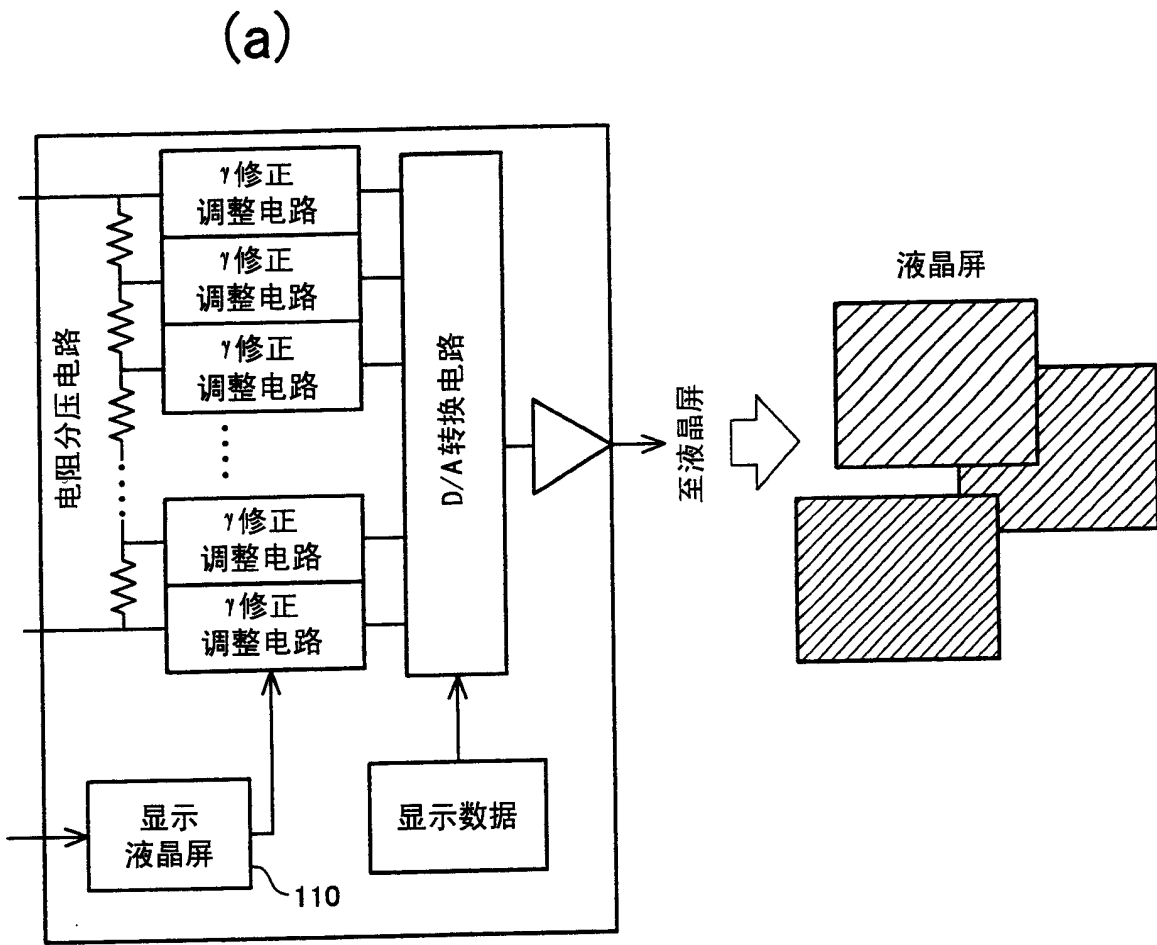 (a)
电阻分压电路
γ修正
调整电路
γ修正
调整电路
γ修正
调整电路
γ修正
调整电路
γ修正
调整电路
D/A转换电路
至液晶屏
液晶屏
显示
液晶屏
110
显示数据